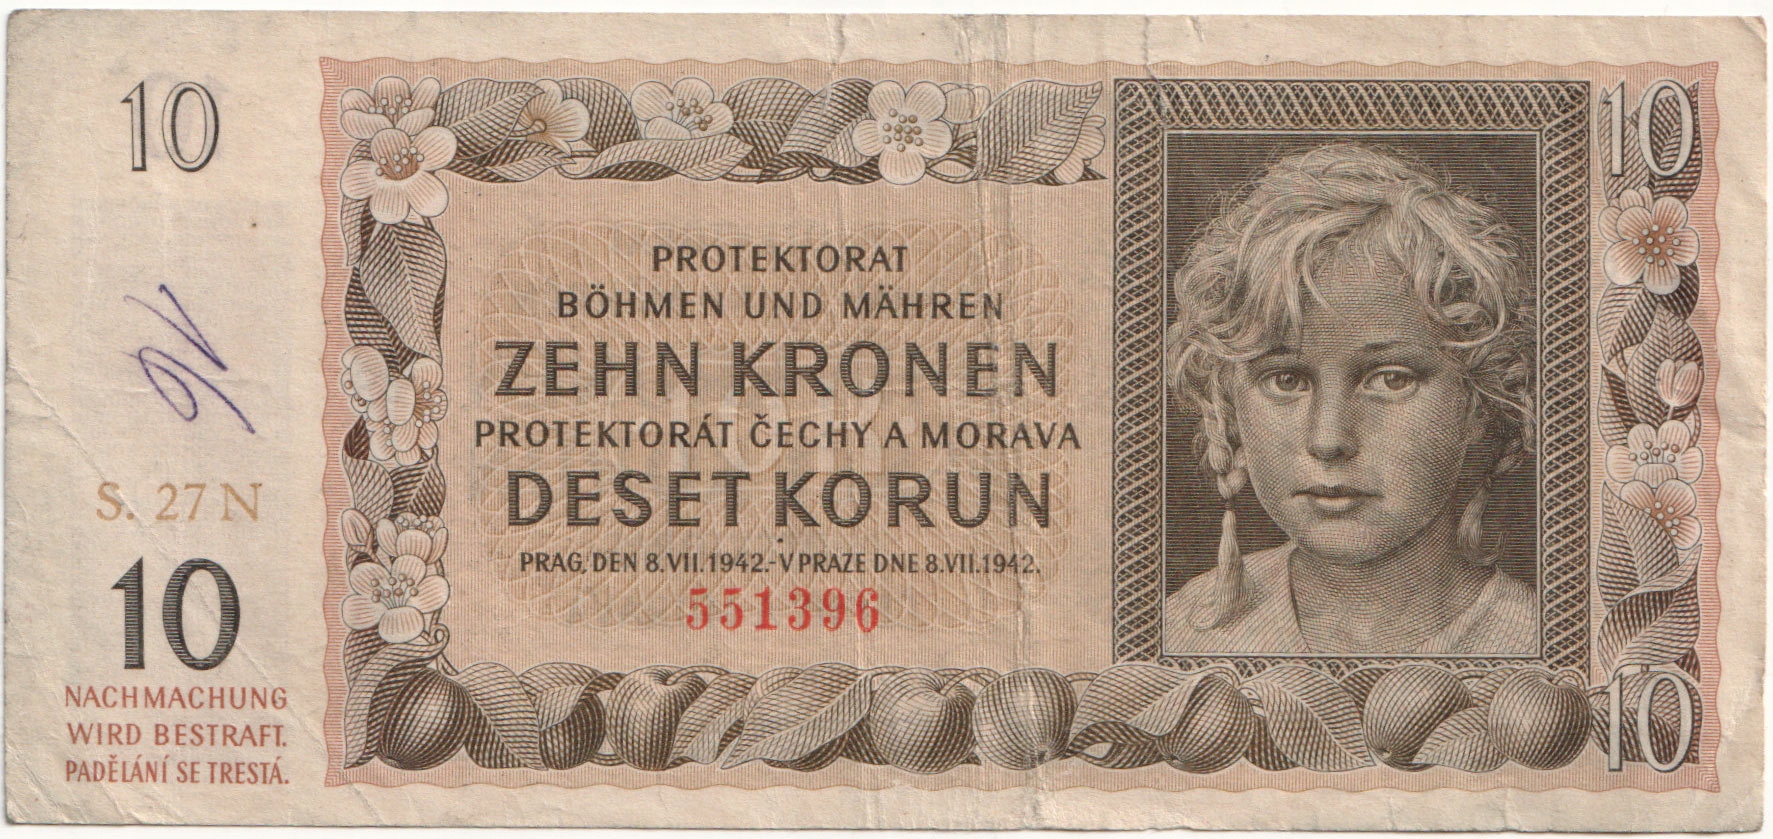 10
10
PROTEKTORAT
BÖHMEN UND MÄHREN
ZEHN KRONEN
PROTEKTORÁT ČECHY A MORAVA
DESET KORUN
PRAG, DEN 8.VII.1942.-V PRAZE DNE 8.VII.1942.
551396
S. 27 N
10
NACHMACHUNG
WIRD BESTRAFT.
PADĚLÁNÍ SE TRESTÁ.
10